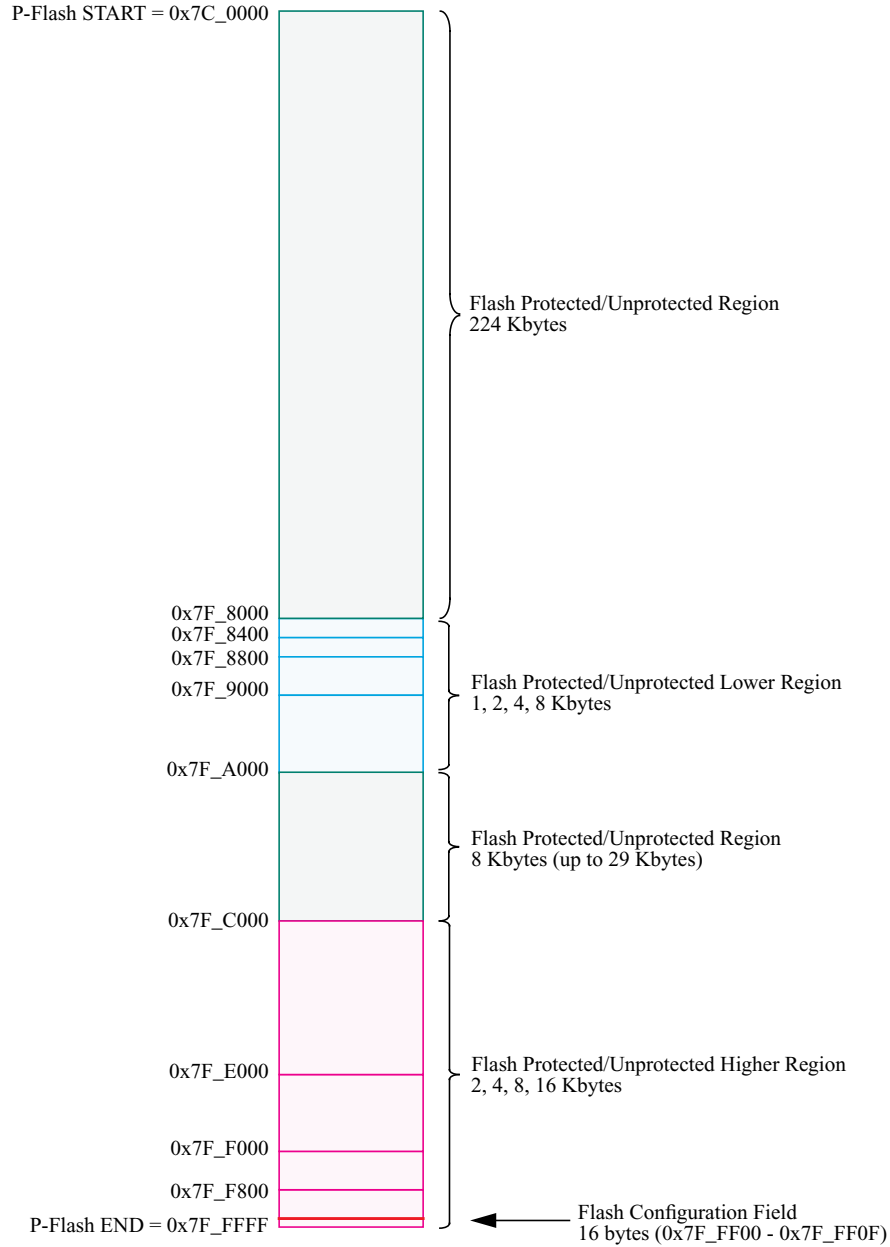 P-Flash START = 0x7C_0000
Flash Protected/Unprotected Region
224 Kbytes
0x7F_8000
0x7F_8400
0x7F_8800
0x7F_9000
Flash Protected/Unprotected Lower Region
1, 2, 4, 8 Kbytes
0x7F_A000
Flash Protected/Unprotected Region
8 Kbytes (up to 29 Kbytes)
0x7F_C000
0x7F_E000
Flash Protected/Unprotected Higher Region
2, 4, 8, 16 Kbytes
0x7F_F000
0x7F_F800
P-Flash END = 0x7F_FFFF
Flash Configuration Field
16 bytes (0x7F_FF00 - 0x7F_FF0F)